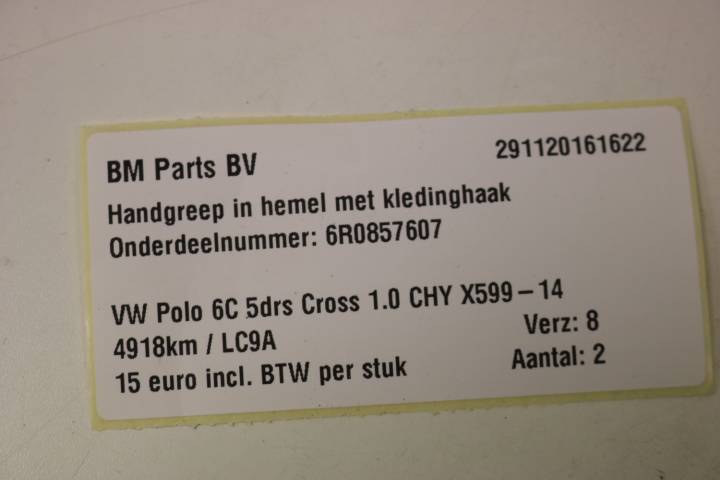 BM Parts BV 291120161622
Handgreep in hemel met kledinghaak
Onderdeelnummer: 6R0857607
VW Polo 6C 5drs Cross 1.0 CHY X599-14
4918km / LC9A Verz: 8
15 euro incl. BTW per stuk Aantal: 2